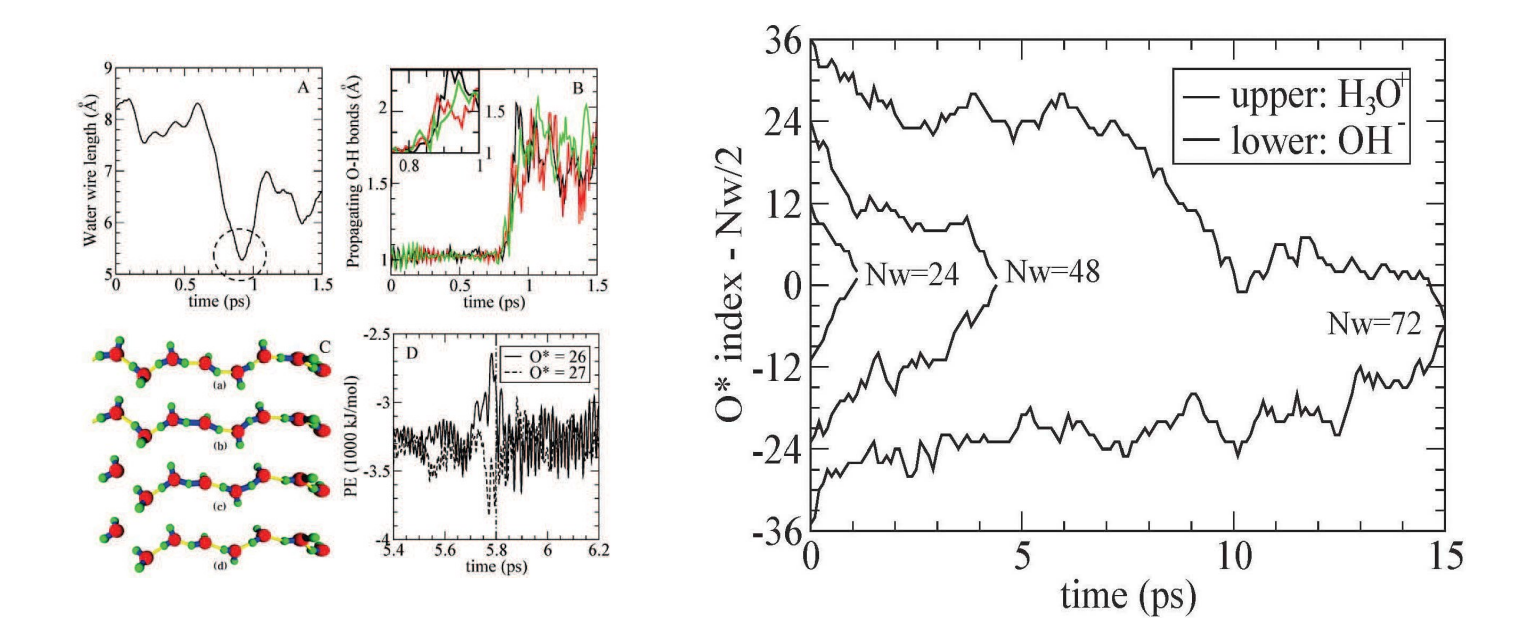 A
Water wire length (Å)
9
8
7
6
5
0
0.5
1
1.5
time (ps)
B
Propagating O-H bonds (Å)
2
1.5
1
0
0.5
1
1.5
time (ps)
1.5
1
0.8
1
C
(a)
(b)
(c)
(d)
D
O* = 26
O* = 27
PE (1000 kJ/mol)
-2.5
-3
-3.5
-4
5.4
5.6
5.8
6
6.2
time (ps)
O* index - Nw/2
36
24
12
0
-12
-24
-36
upper: H₃O⁺
lower: OH⁻
Nw=24
Nw=48
Nw=72
0
5
10
15
time (ps)